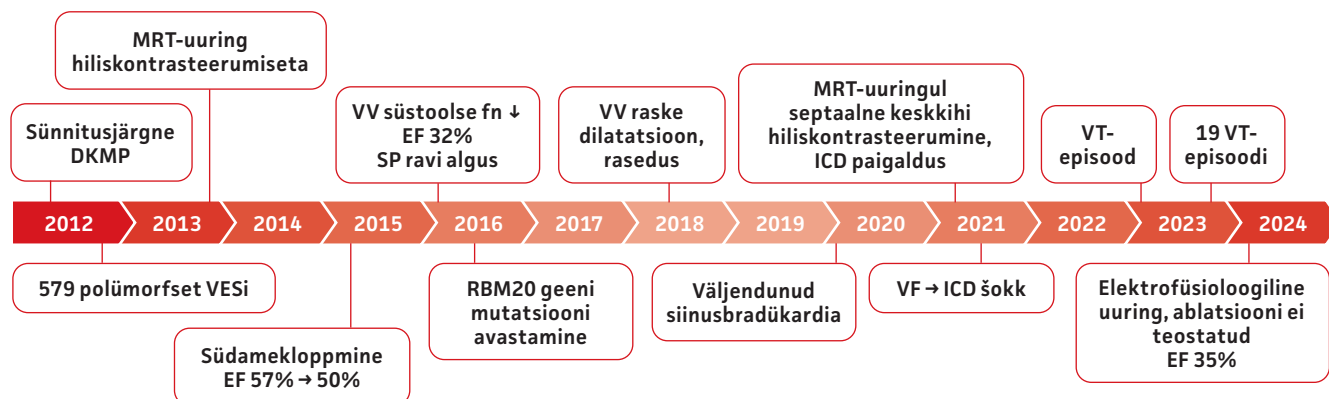 MRT-uuring
hiliskontrasteerumiseta
Sünnitusjärgne
DKMP
VV süstoolse fn ↓
EF 32%
SP ravi algus
VV raske
dilatatsioon,
rasedus
MRT-uuringul
septaalne keskkihi
hiliskontrasteerumine,
ICD paigaldus
VT-
episood
19 VT-
episoodi
2012 2013 2014 2015 2016 2017 2018 2019 2020 2021 2022 2023 2024
579 polümorfset VESi
Südamekloppmine
EF 57% → 50%
RBM20 geeni
mutatsiooni
avastamine
Väljendunud
siinusbradükardia
VF → ICD šokk
Elektrofüsioloogiline
uuring, ablatsiooni ei
teostatud
EF 35%